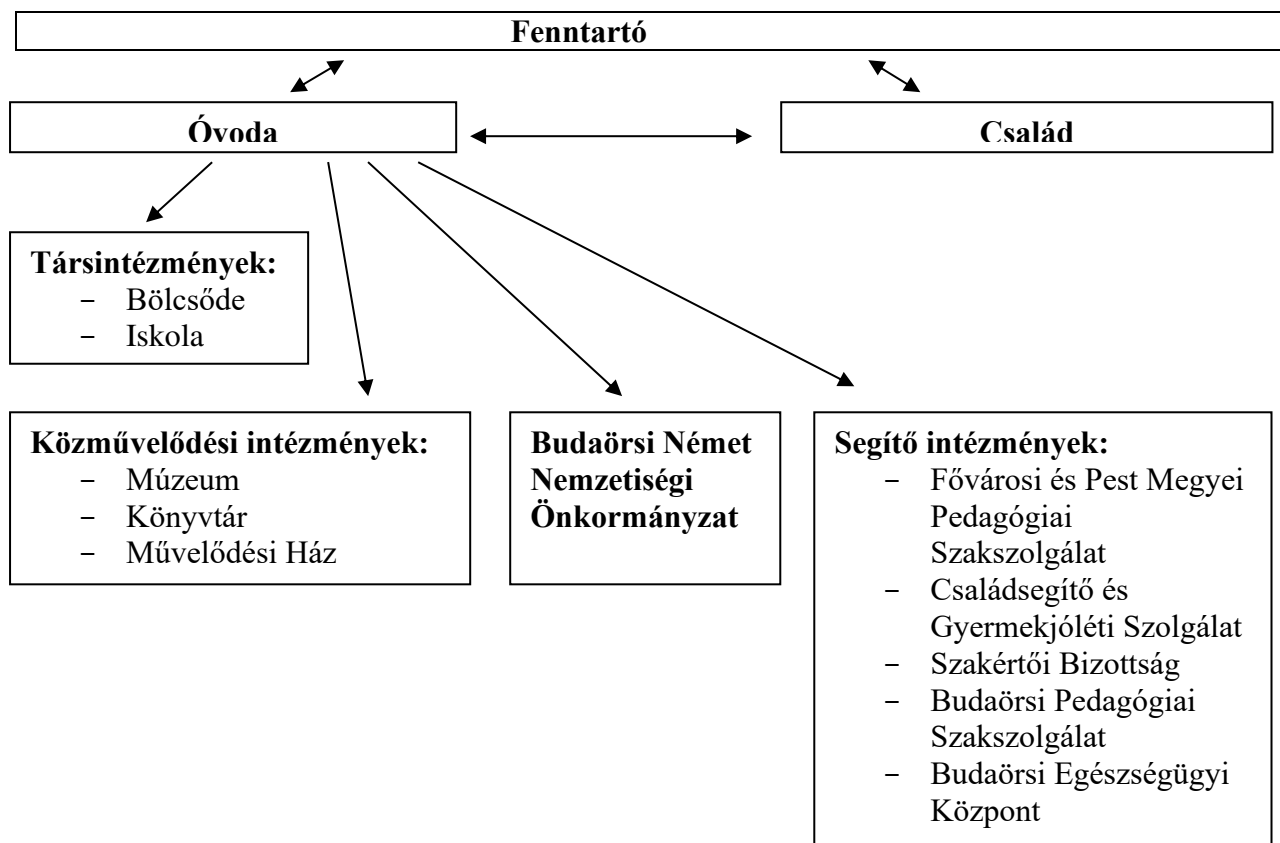 Fenntartó
Óvoda
Család
Társintézmények:
- Bölcsőde
- Iskola
Közművelődési intézmények:
- Múzeum
- Könyvtár
- Művelődési Ház
Budaörsi Német
Nemzetiségi
Önkormányzat
Segítő intézmények:
- Fővárosi és Pest Megyei
Pedagógiai
Szakszolgálat
- Családsegítő és
Gyermekjóléti Szolgálat
- Szakértői Bizottság
- Budaörsi Pedagógiai
Szakszolgálat
- Budaörsi Egészségügyi
Központ